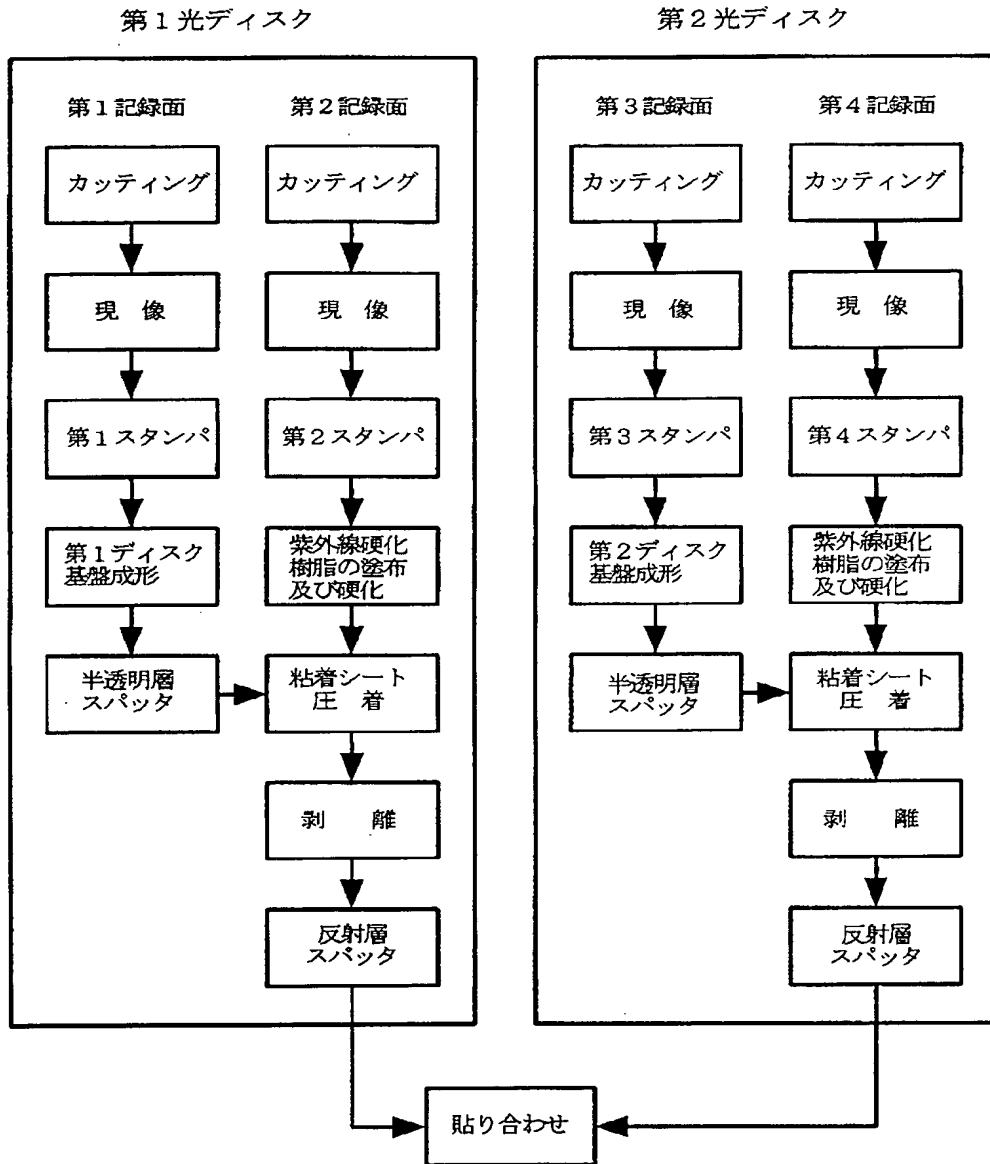 第1光ディスク
第1記録面
カッティング
現 像
第1スタンパ
第1ディスク
基盤成形
半透明層
スパッタ
第2記録面
カッティング
現 像
第2スタンパ
紫外線硬化
樹脂の塗布
及び硬化
粘着シート
圧 着
剥 離
反射層
スパッタ
第2光ディスク
第3記録面
カッティング
現 像
第3スタンパ
第2ディスク
基盤成形
半透明層
スパッタ
第4記録面
カッティング
現 像
第4スタンパ
紫外線硬化
樹脂の塗布
及び硬化
粘着シート
圧 着
剥 離
反射層
スパッタ
貼り合わせ